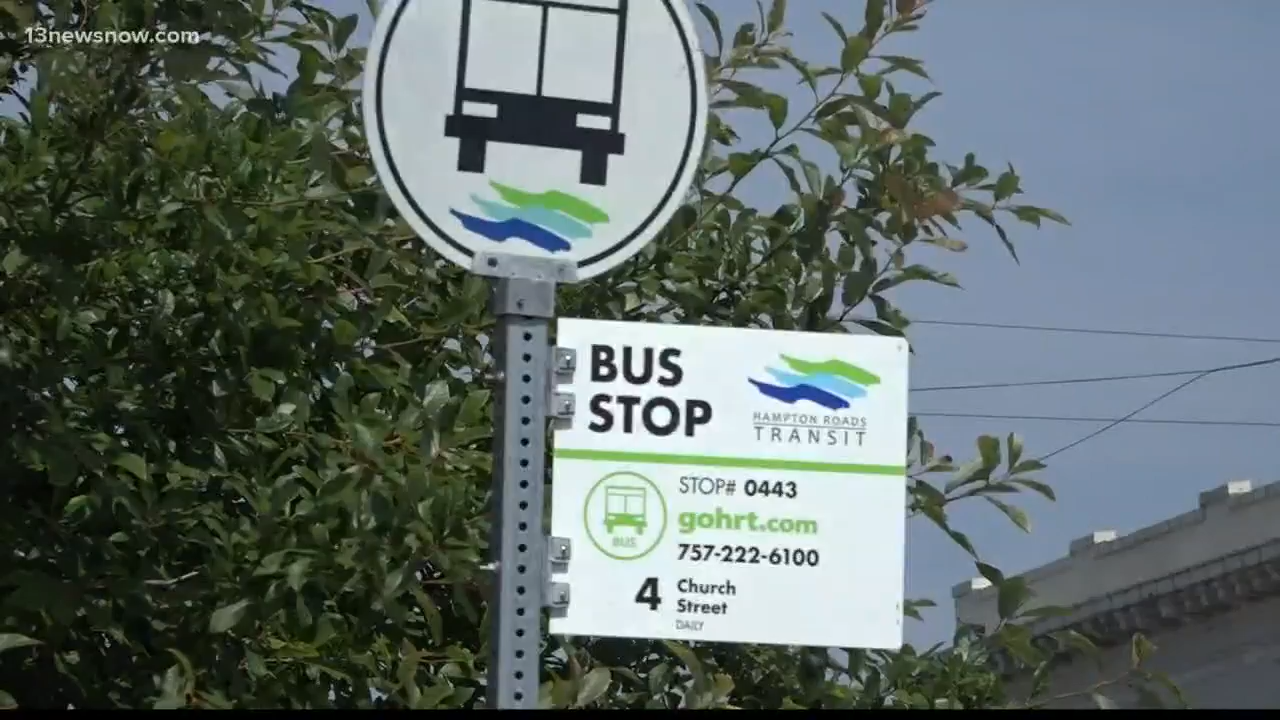 13newsnow.com
BUS
STOP
HAMPTON ROADS
TRANSIT
STOP# 0443
gohrt.com
BUS
757-222-6100
4 Church
Street
DAILY